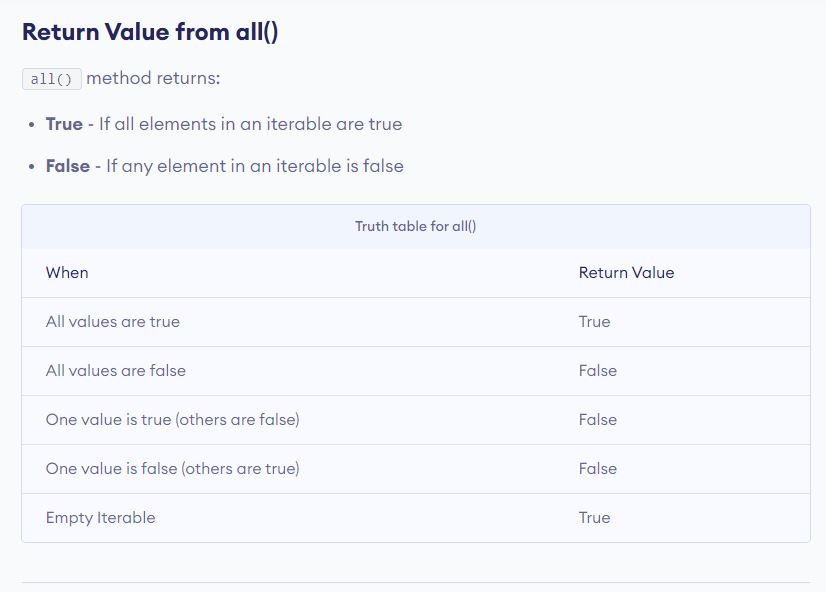 Return Value from all()
all() method returns:
• True - If all elements in an iterable are true
• False - If any element in an iterable is false
Truth table for all()
When Return Value
All values are true True
All values are false False
One value is true (others are false) False
One value is false (others are true) False
Empty Iterable True